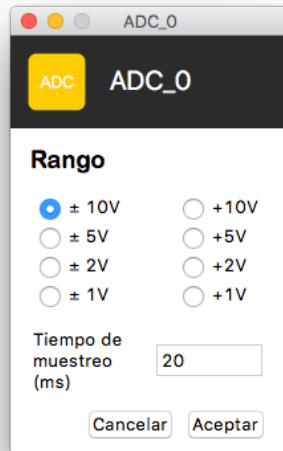 ADC_0
ADC ADC_0
Rango
± 10V +10V
± 5V +5V
± 2V +2V
± 1V +1V
Tiempo de
muestreo
(ms)
20
Cancelar Aceptar